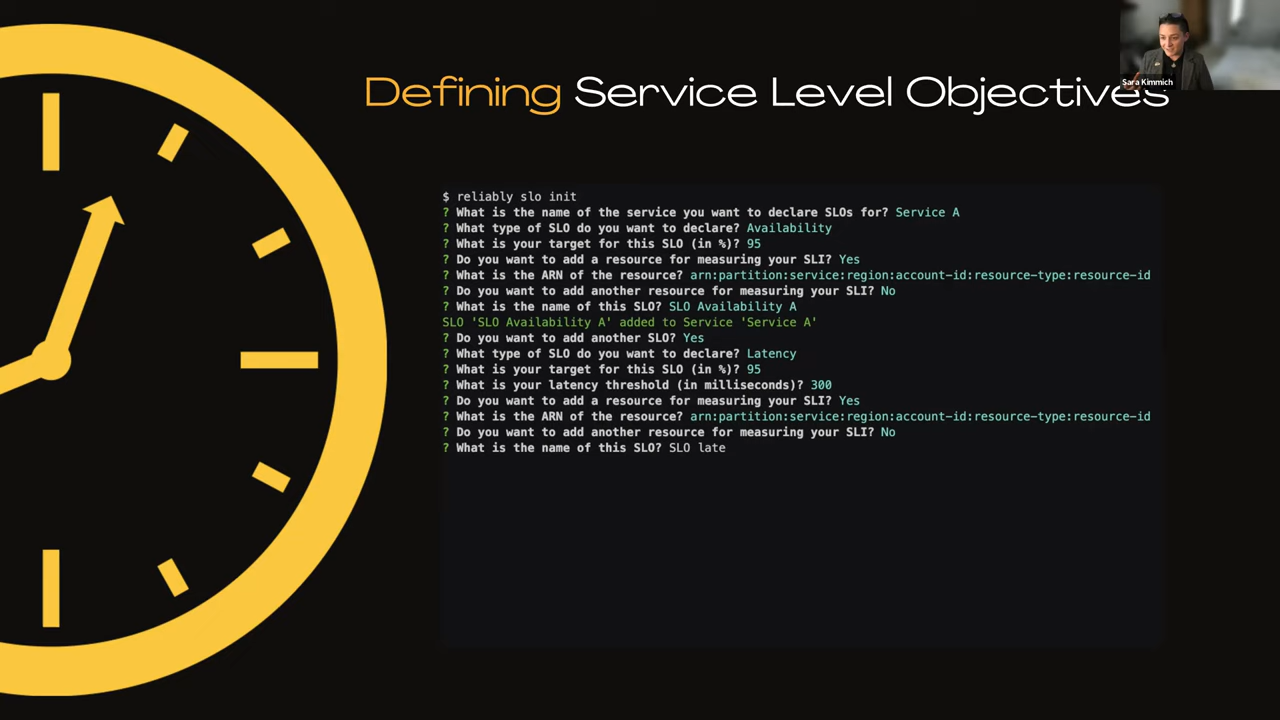 Sara Kimmich
Defining Service Level Objectives
$ reliably slo init
? What is the name of the service you want to declare SLOs for? Service A
? What type of SLO do you want to declare? Availability
? What is your target for this SLO (in %)? 95
? Do you want to add a resource for measuring your SLI? Yes
? What is the ARN of the resource? arn:partition:service:region:account-id:resource-type:resource-id
? Do you want to add another resource for measuring your SLI? No
? What is the name of this SLO? SLO Availability A
SLO 'SLO Availability A' added to Service 'Service A'
? Do you want to add another SLO? Yes
? What type of SLO do you want to declare? Latency
? What is your target for this SLO (in %)? 95
? What is your latency threshold (in milliseconds)? 300
? Do you want to add a resource for measuring your SLI? Yes
? What is the ARN of the resource? arn:partition:service:region:account-id:resource-type:resource-id
? Do you want to add another resource for measuring your SLI? No
? What is the name of this SLO? SLO late